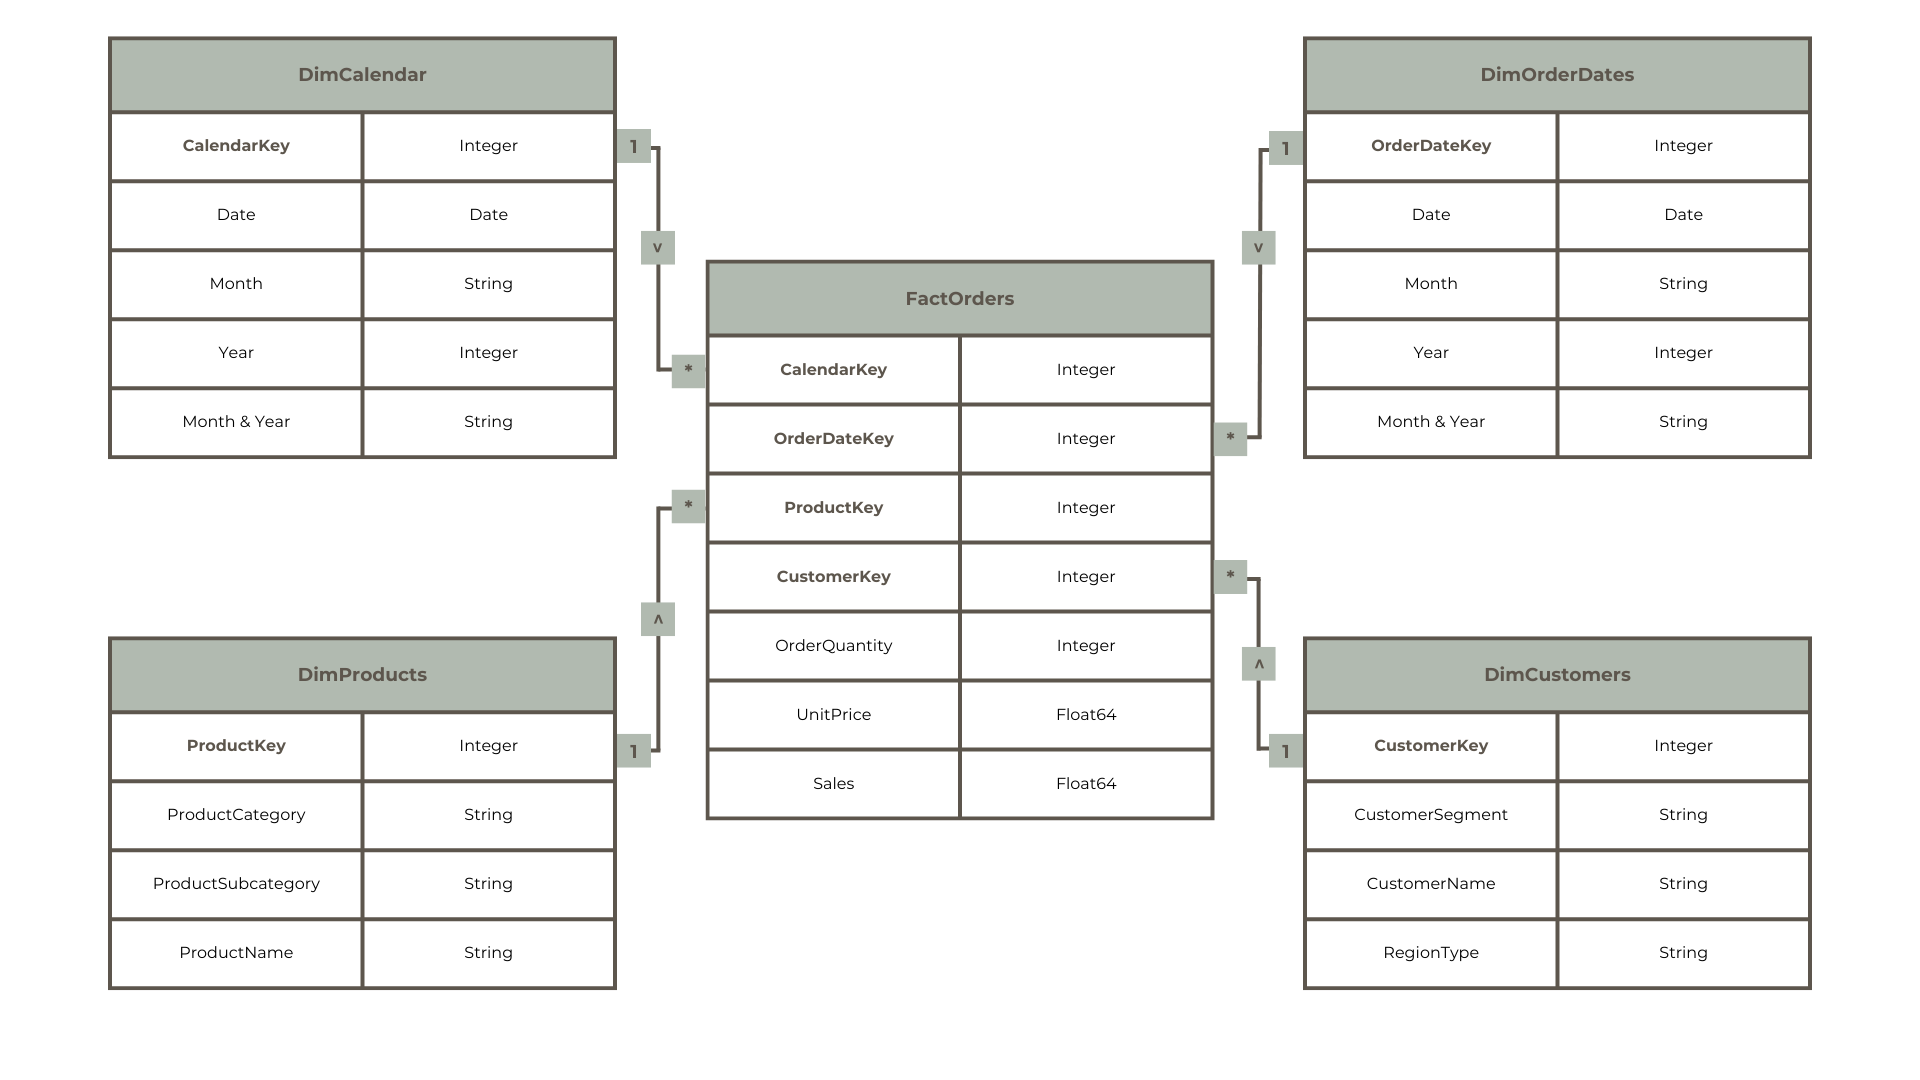 DimCalendar
CalendarKey Integer
Date Date
Month String
Year Integer
Month & Year String
1
v
*
DimOrderDates
OrderDateKey Integer
Date Date
Month String
Year Integer
Month & Year String
1
v
*
FactOrders
CalendarKey Integer
OrderDateKey Integer
ProductKey Integer
CustomerKey Integer
OrderQuantity Integer
UnitPrice Float64
Sales Float64
*
^
1
DimProducts
ProductKey Integer
ProductCategory String
ProductSubcategory String
ProductName String
*
^
1
DimCustomers
CustomerKey Integer
CustomerSegment String
CustomerName String
RegionType String